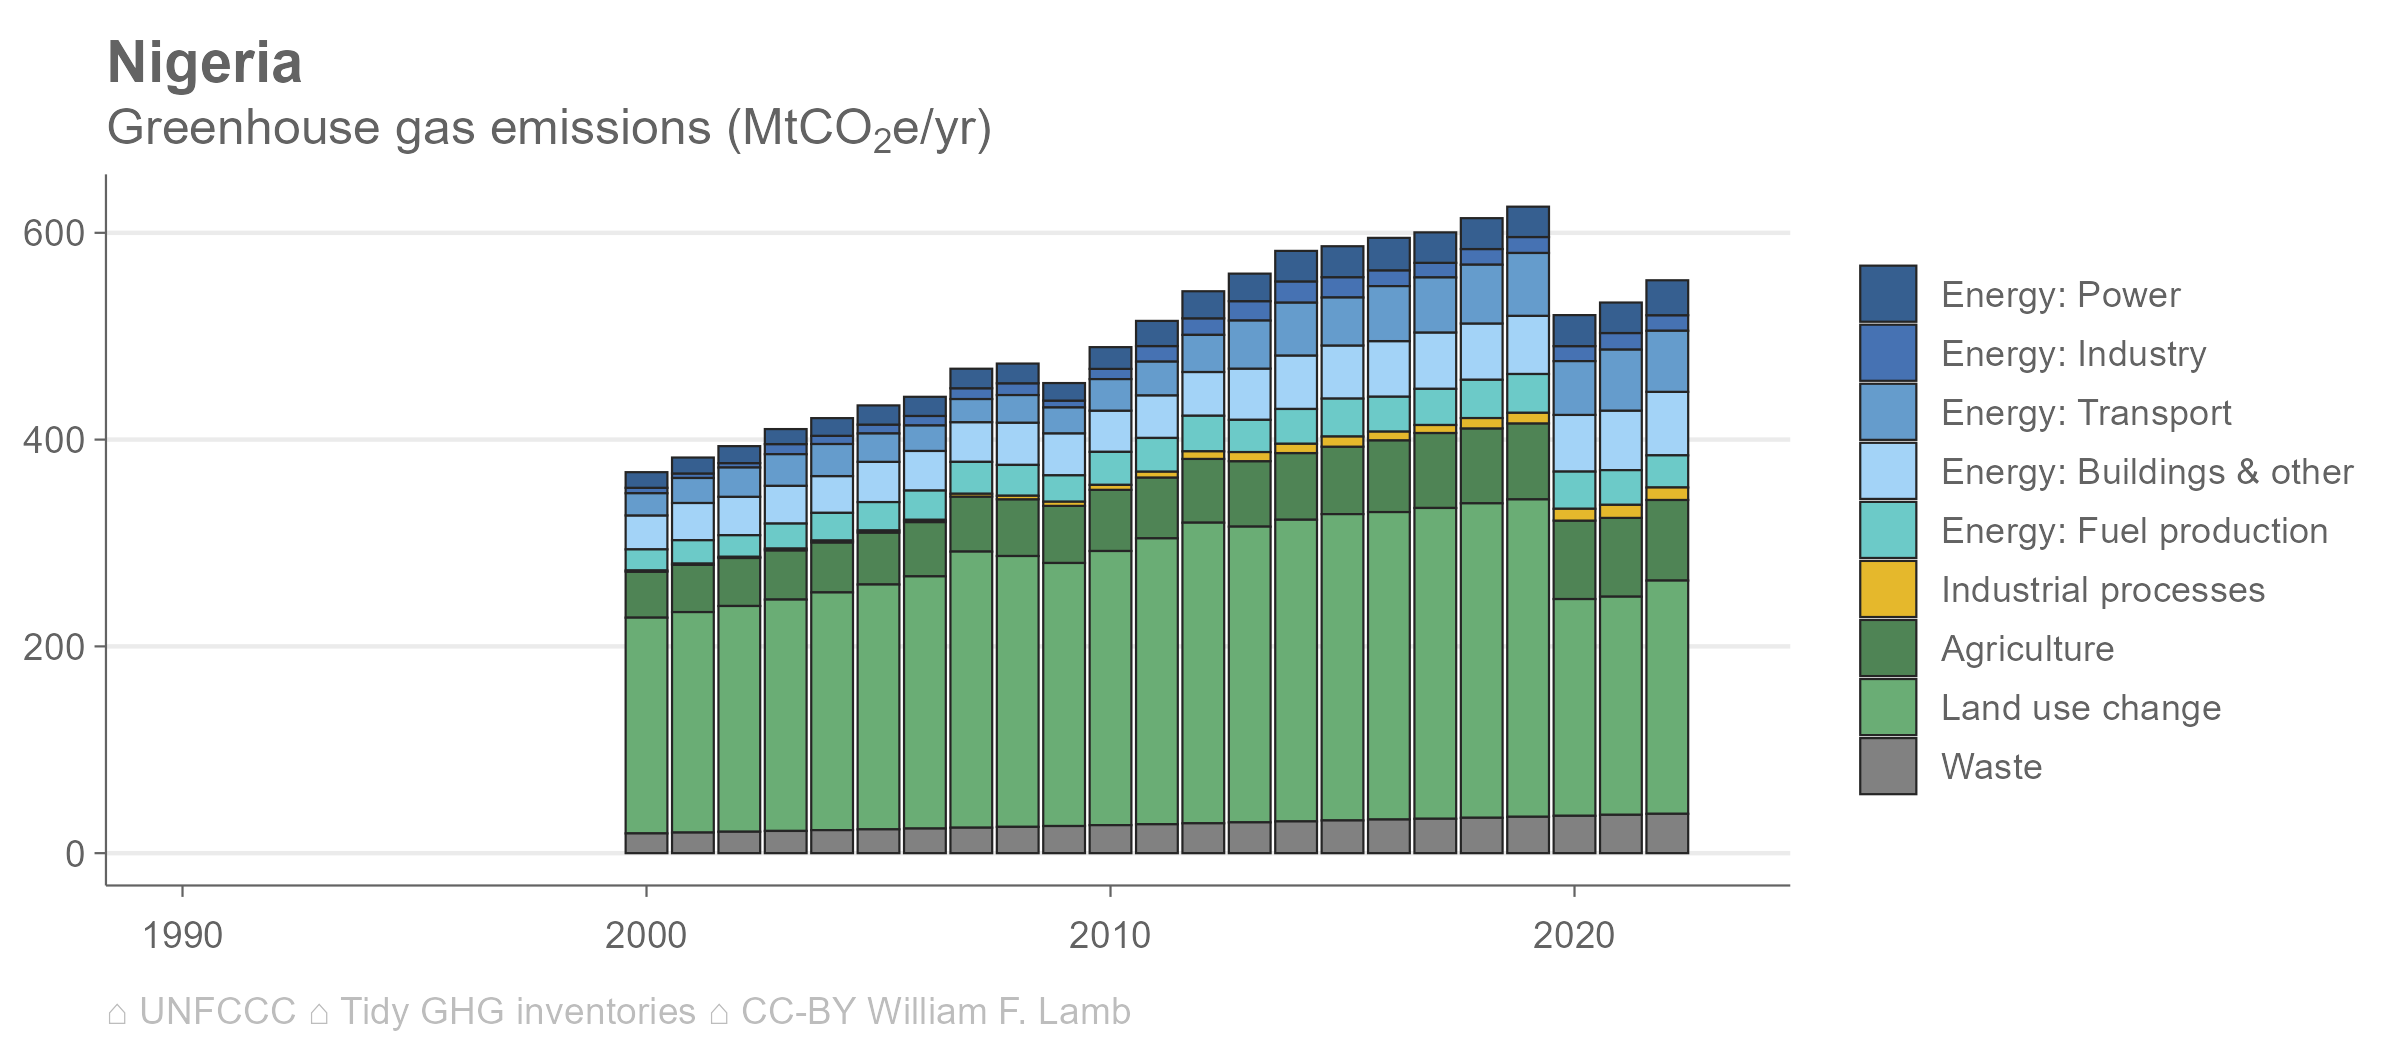 Nigeria
Greenhouse gas emissions (MtCO₂e/yr)
600
400
200
0
1990
2000
2010
2020
Energy: Power
Energy: Industry
Energy: Transport
Energy: Buildings & other
Energy: Fuel production
Industrial processes
Agriculture
Land use change
Waste
⌂ UNFCCC ⌂ Tidy GHG inventories ⌂ CC-BY William F. Lamb